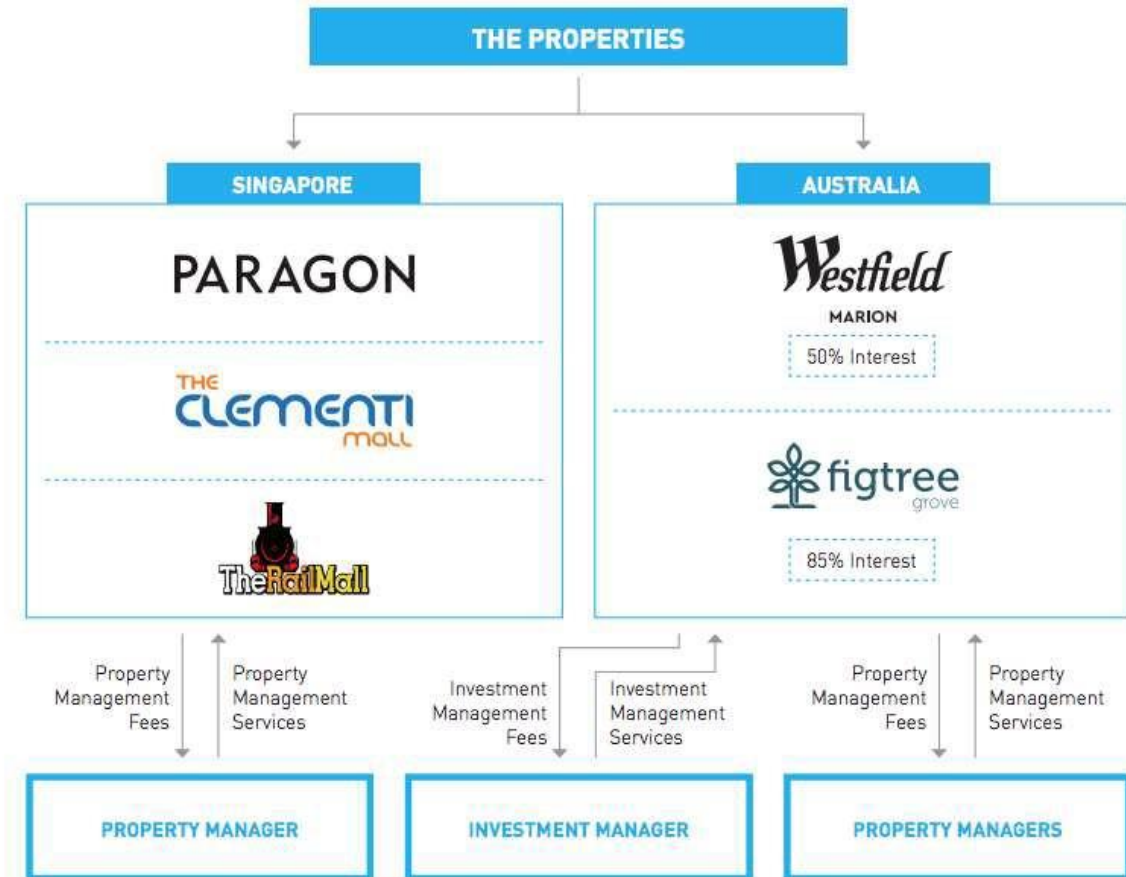 THE PROPERTIES
SINGAPORE
PARAGON
THE
CLEMENTI
MALL
TheRailMall
AUSTRALIA
Westfield
MARION
50% Interest
figtree
grove
85% Interest
Property
Management
Fees
Property
Management
Services
Investment
Management
Fees
Investment
Management
Services
Property
Management
Fees
Property
Management
Services
PROPERTY MANAGER
INVESTMENT MANAGER
PROPERTY MANAGERS